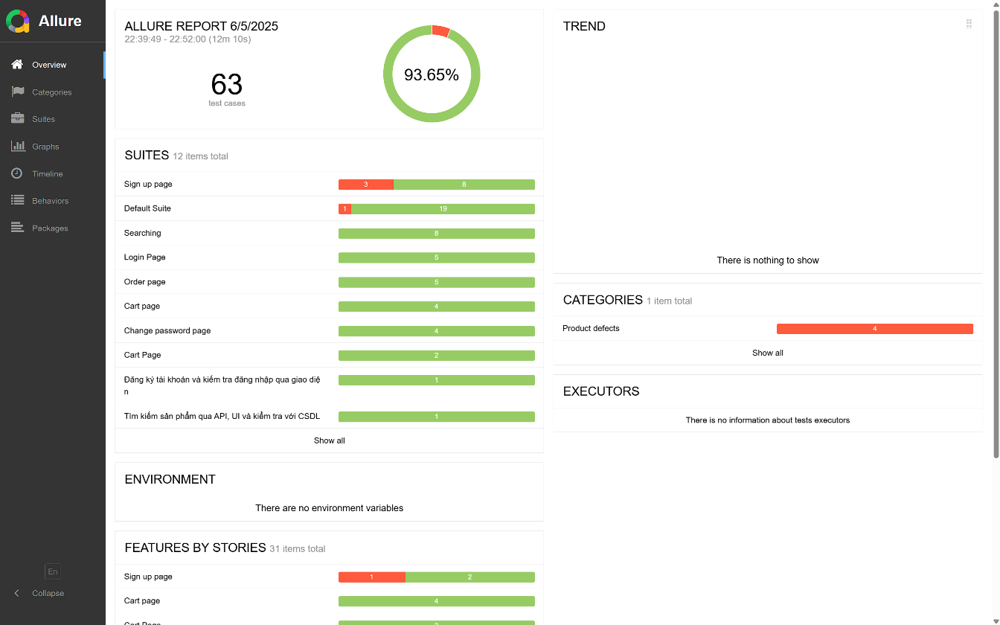 Allure
Overview
Categories
Suites
Graphs
Timeline
Behaviors
Packages
En
Collapse
ALLURE REPORT 6/5/2025
22:39:49 - 22:52:00 (12m 10s)
63
test cases
93.65%
SUITES 12 items total
Sign up page 3 8
Default Suite 1 19
Searching 8
Login Page 5
Order page 5
Cart page 4
Change password page 4
Cart Page 2
Đăng ký tài khoản và kiểm tra đăng nhập qua giao diệ
n 1
Tìm kiếm sản phẩm qua API, UI và kiểm tra với CSDL 1
Show all
ENVIRONMENT
There are no environment variables
FEATURES BY STORIES 31 items total
Sign up page 1 2
Cart page 4
Cart Page 2
TREND
There is nothing to show
CATEGORIES 1 item total
Product defects 4
Show all
EXECUTORS
There is no information about tests executors